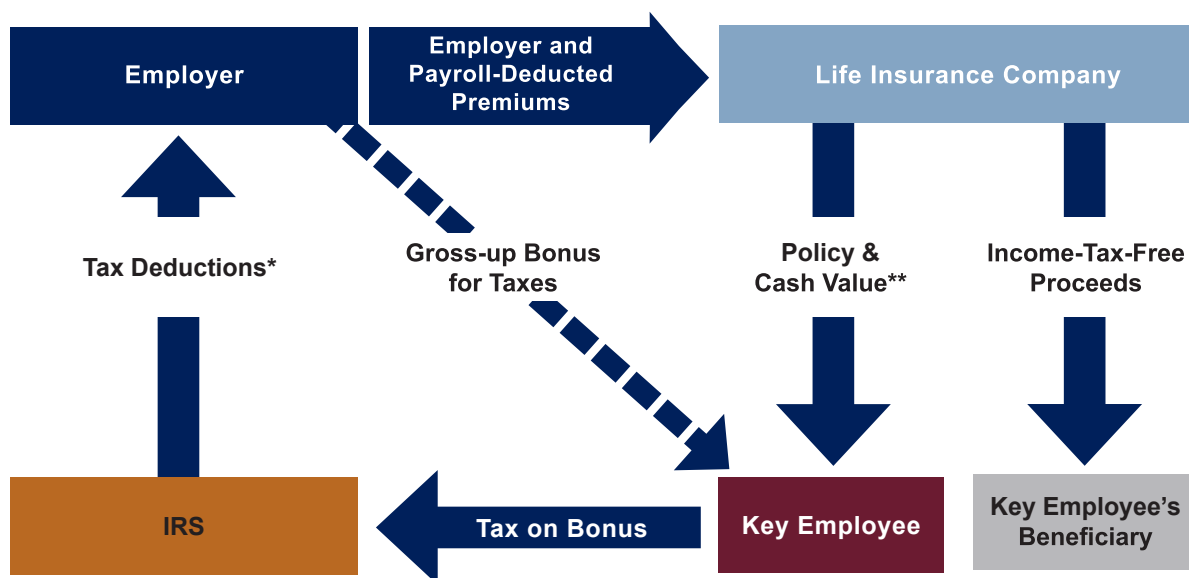 Employer
Employer and
Payroll-Deducted
Premiums
Life Insurance Company
Tax Deductions*
Gross-up Bonus
for Taxes
Policy &
Cash Value**
Income-Tax-Free
Proceeds
IRS
Tax on Bonus
Key Employee
Key Employee’s
Beneficiary